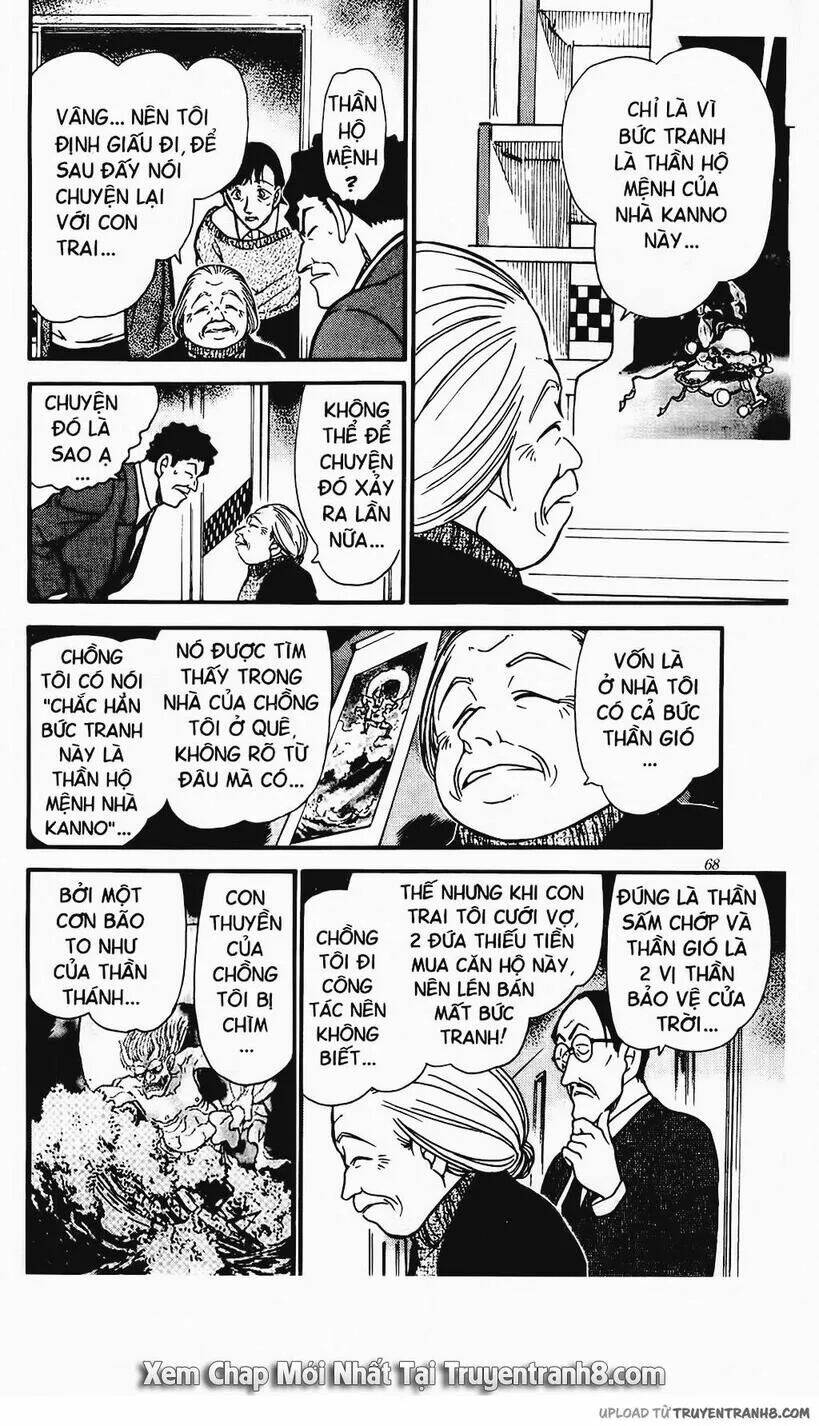 CHỈ LÀ VÌ
BỨC TRANH
LÀ THẦN HỘ
MỆNH CỦA
NHÀ KANNO
NÀY...
THẦN
HỘ
MỆNH
?
VÂNG... NÊN TÔI
ĐỊNH GIẤU ĐI, ĐỂ
SAU ĐẤY NÓI
CHUYỆN LẠI
VỚI CON
TRAI...
KHÔNG
THỂ ĐỂ
CHUYỆN
ĐÓ XẢY
RA LẦN
NỮA...
CHUYỆN
ĐÓ LÀ
SAO Ạ
...
VỐN LÀ
Ở NHÀ TÔI
CÓ CẢ BỨC
THẦN GIÓ
...
NÓ ĐƯỢC TÌM
THẤY TRONG
NHÀ CỦA CHỒNG
TÔI Ở QUÊ,
KHÔNG RÕ TỪ
ĐÂU MÀ CÓ...
CHỒNG
TÔI CÓ NÓI
"CHẮC HẲN
BỨC TRANH
NÀY LÀ
THẦN HỘ
MỆNH NHÀ
KANNO"...
68
ĐÚNG LÀ THẦN
SẤM CHỚP VÀ
THẦN GIÓ LÀ
2 VỊ THẦN
BẢO VỆ CỬA
TRỜI...
THẾ NHƯNG KHI CON
TRAI TÔI CƯỚI VỢ,
2 ĐỨA THIẾU TIỀN
MUA CĂN HỘ NÀY,
NÊN LÉN BÁN
MẤT BỨC
TRANH!
CHỒNG
TÔI ĐI
CÔNG
TÁC NÊN
KHÔNG
BIẾT...
CON
THUYỀN
CỦA
CHỒNG
TÔI BỊ
CHÌM
...
BỞI MỘT
CƠN BÃO
TO NHƯ
CỦA THẦN
THÁNH...
Xem Chap Mới Nhất Tại Truyentranh8.com
UPLOAD TỪ TRUYENTRANH8.COM